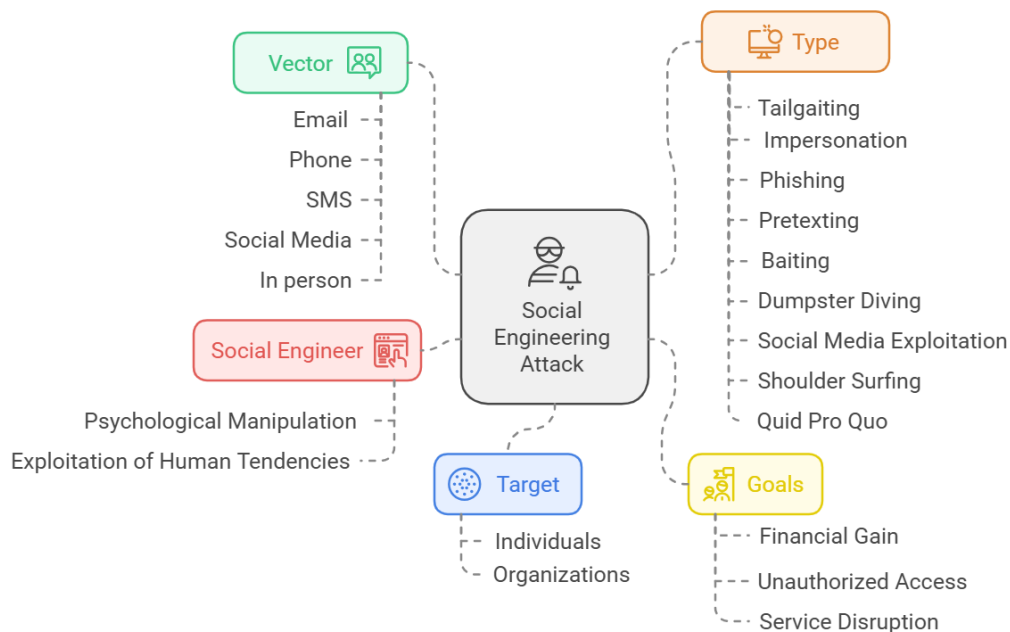 Vector
Email
Phone
SMS
Social Media
In person
Social Engineer
Psychological Manipulation
Exploitation of Human Tendencies
Social
Engineering
Attack
Target
Individuals
Organizations
Type
Tailgaiting
Impersonation
Phishing
Pretexting
Baiting
Dumpster Diving
Social Media Exploitation
Shoulder Surfing
Quid Pro Quo
Goals
Financial Gain
Unauthorized Access
Service Disruption